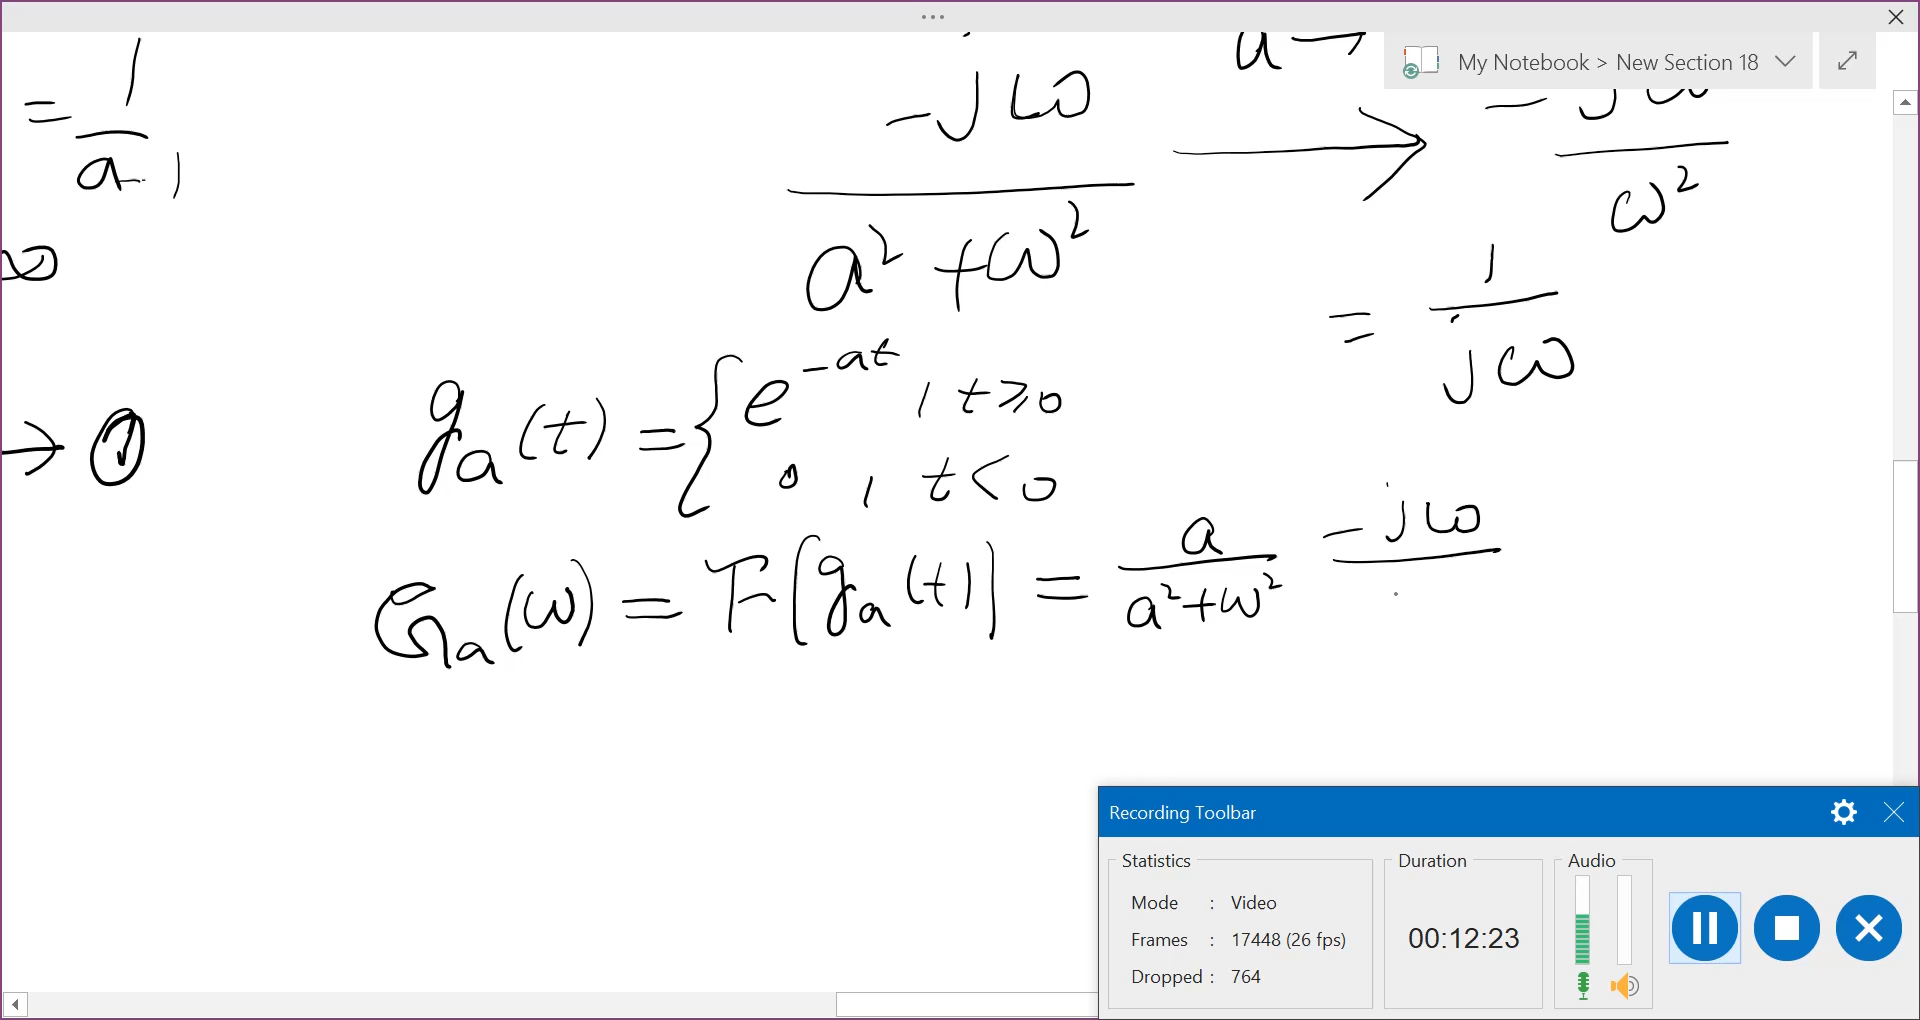 My Notebook > New Section 18
= 1/a
-jω/(a²+ω²) → -jω/ω²
a →
= 1/jω
∞
→ 1
g_a(t) = { e^{-at}, t ≥ 0
0, t < 0
G_a(ω) = F[g_a(t)] = a/(a²+ω²) -jω/
Recording Toolbar
Statistics
Mode : Video
Frames : 17448 (26 fps)
Dropped : 764
Duration
00:12:23
Audio